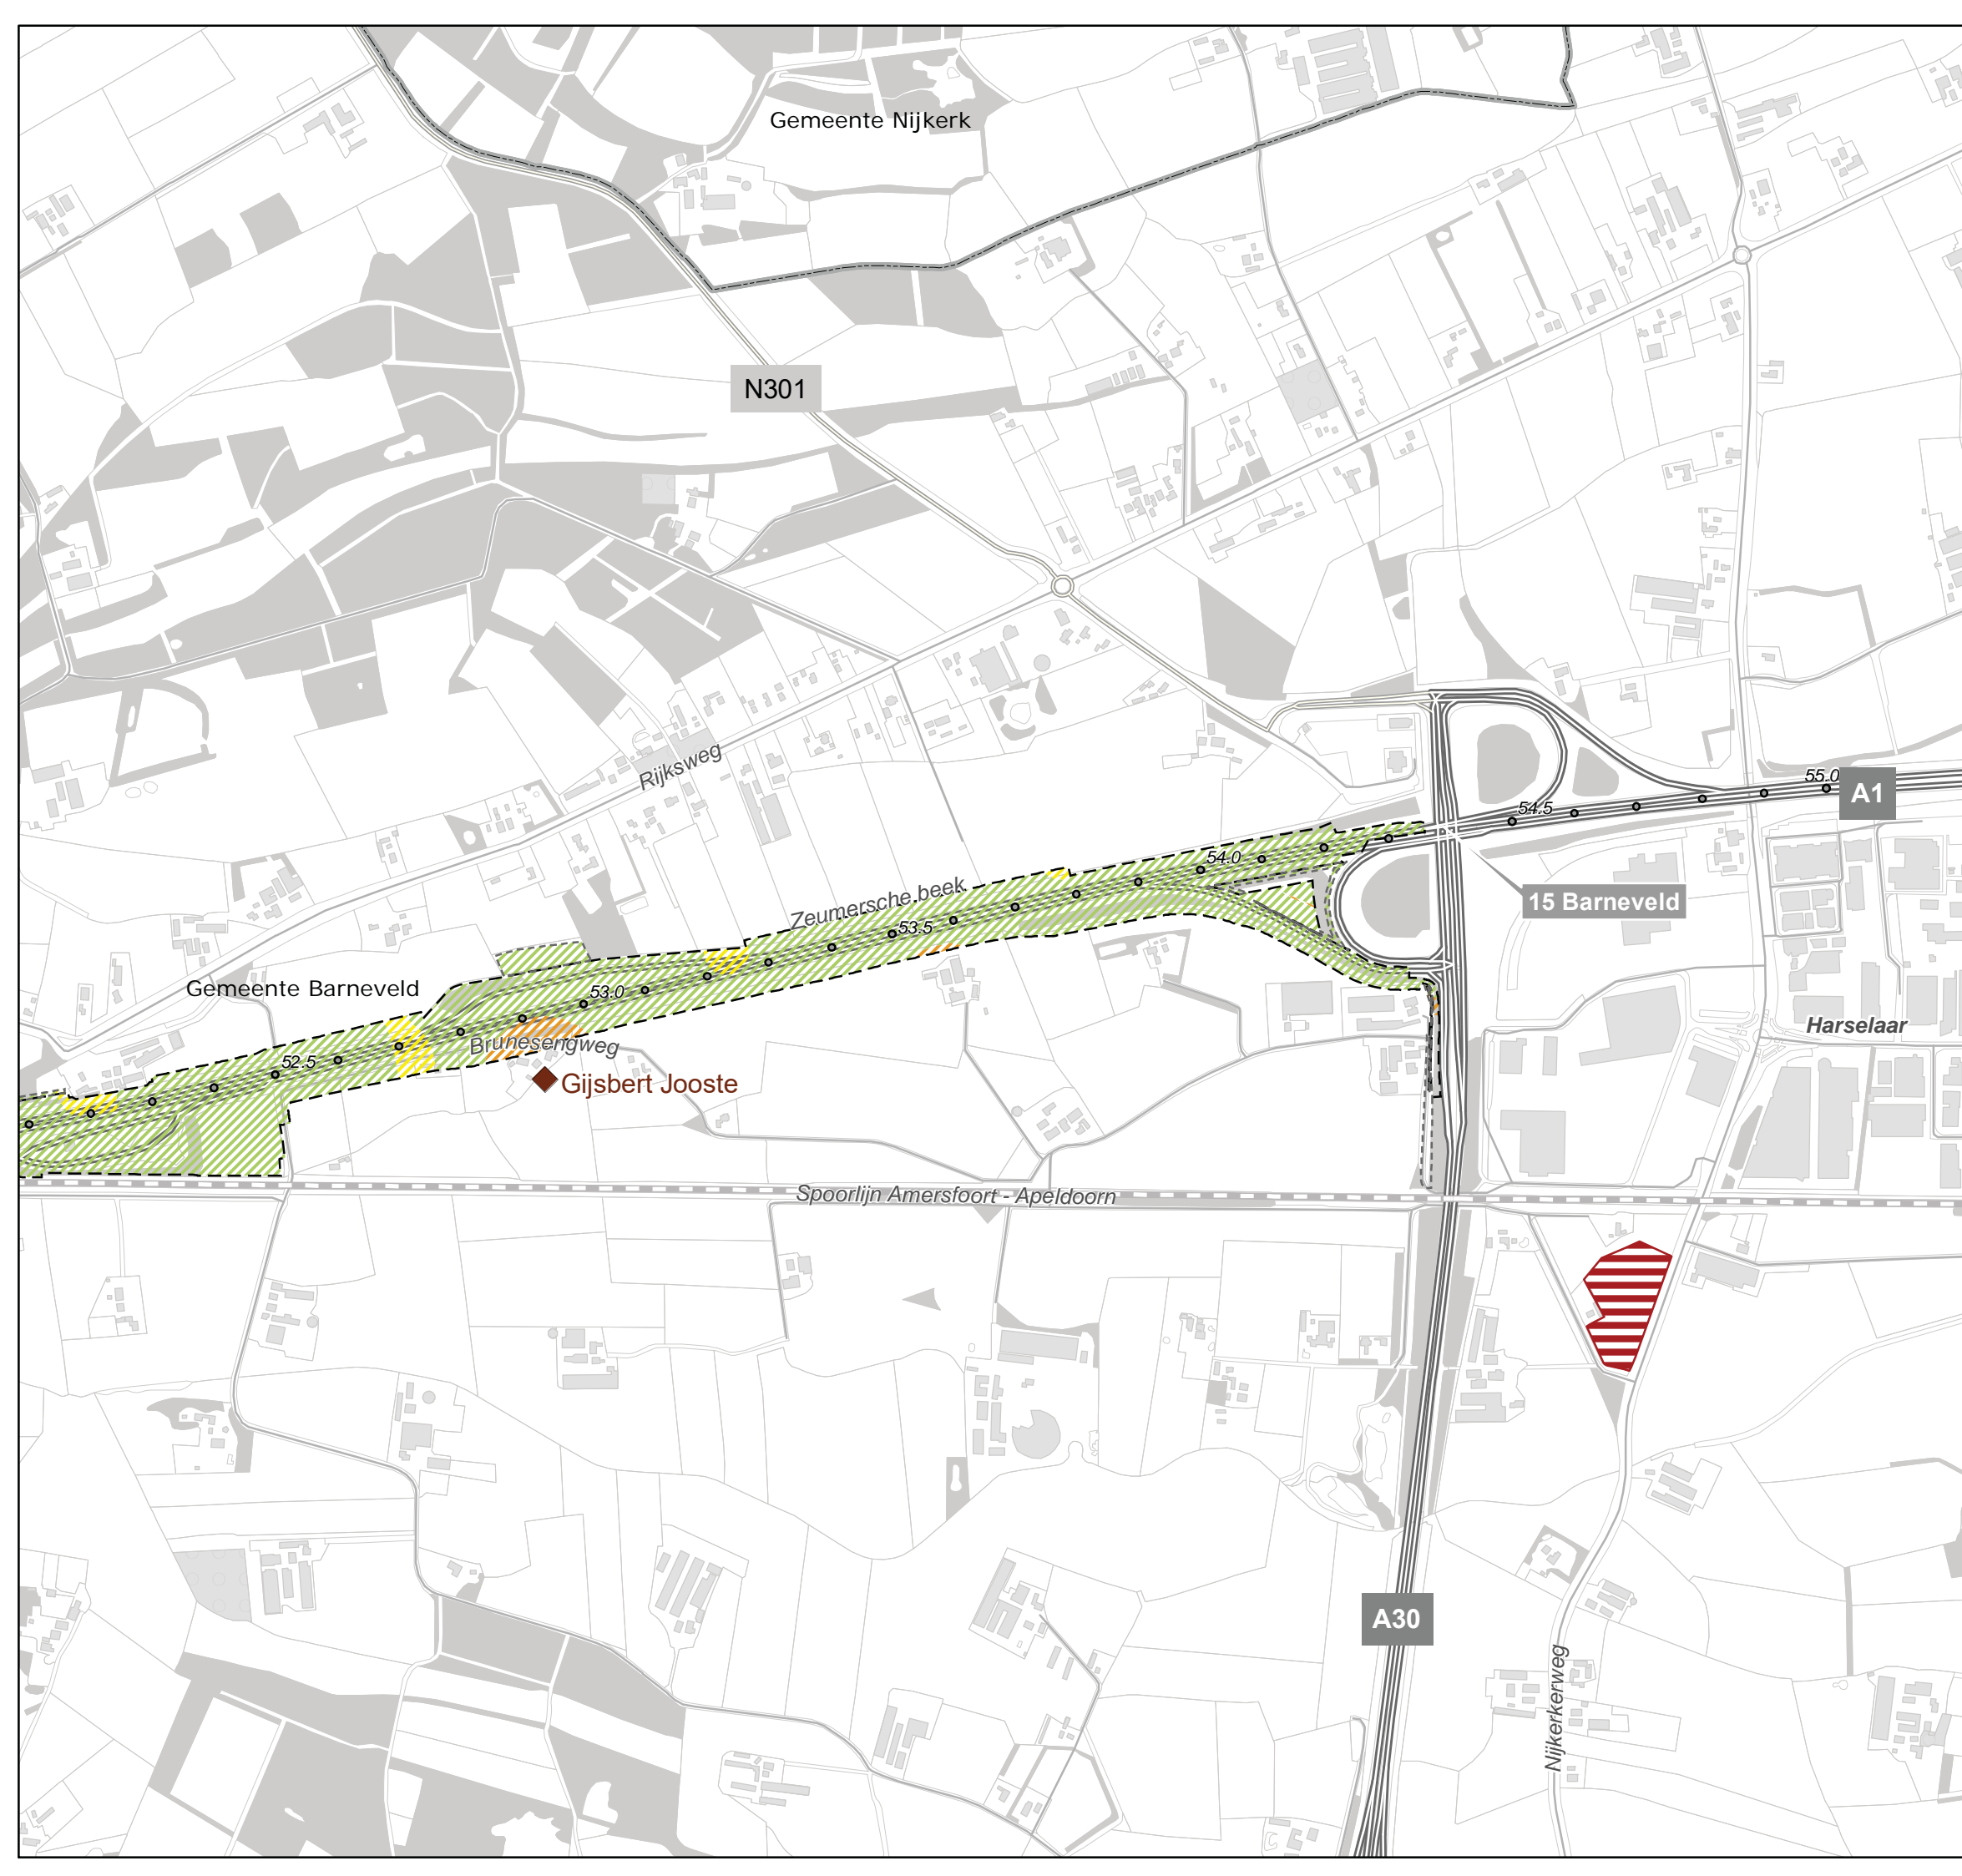 Gemeente Nijkerk
N301
Rijksweg
55.0
A1
54.5
54.0
15 Barneveld
Zeumersche beek
53.5
Gemeente Barneveld
53.0
Harselaar
Brunesengweg
52.5
Gijsbert Jooste
Spoorlijn Amersfoort - Apeldoorn
A30
Nijkerkerweg